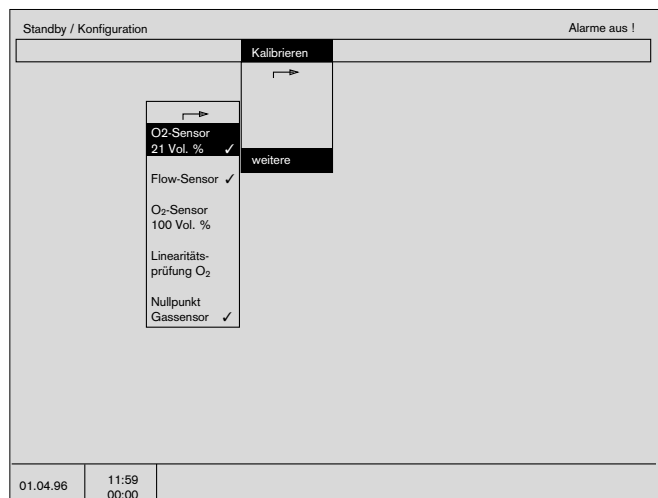 Standby / Konfiguration
Alarme aus !
Kalibrieren
weitere
O2-Sensor
21 Vol. % ✓
Flow-Sensor ✓
O₂-Sensor
100 Vol. %
Linearitäts-
prüfung O₂
Nullpunkt
Gassensor ✓
01.04.96
11:59
00:00